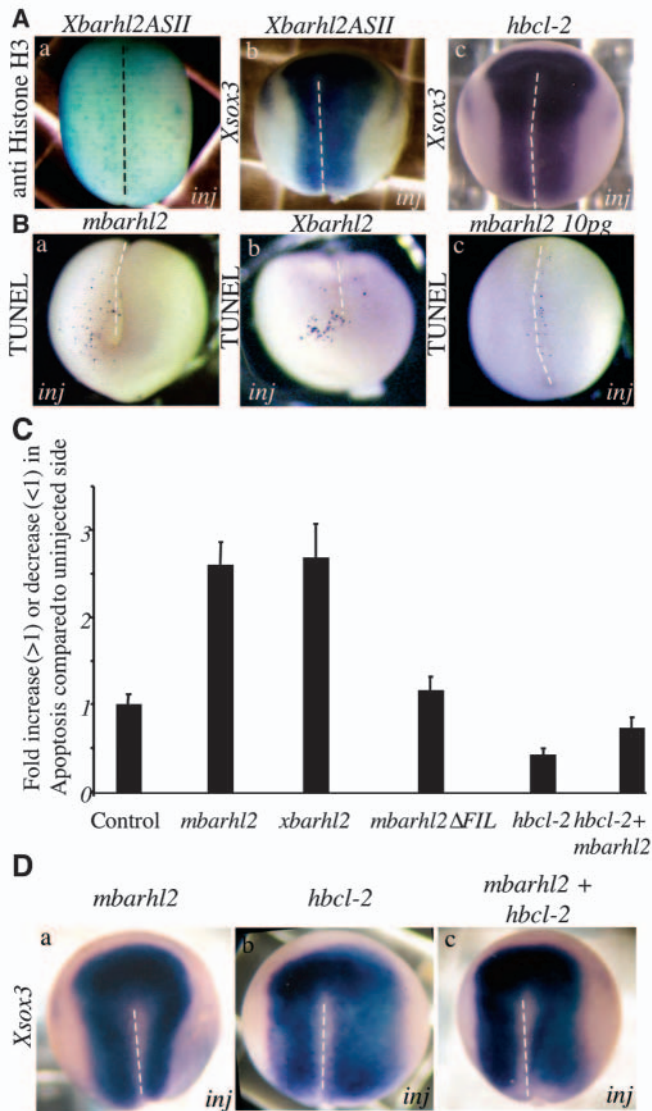 A
Xbarhl2ASII
Xbarhl2ASII
hbcl-2
anti Histone H3
a
inj
Xsox3
b
Xsox3
c
inj
B
mbarhl2
Xbarhl2
mbarhl2 10pg
TUNEL
a
inj
TUNEL
b
inj
TUNEL
c
inj
C
Fold increase (>1) or decrease (<1) in
Apoptosis compared to uninjected side
3
2
1
0
Control
mbarhl2
xbarhl2
mbarhl2 ΔFIL
hbcl-2
hbcl-2+
mbarhl2
D
mbarhl2
hbcl-2
mbarhl2 +
hbcl-2
Xsox3
a
inj
b
inj
c
inj